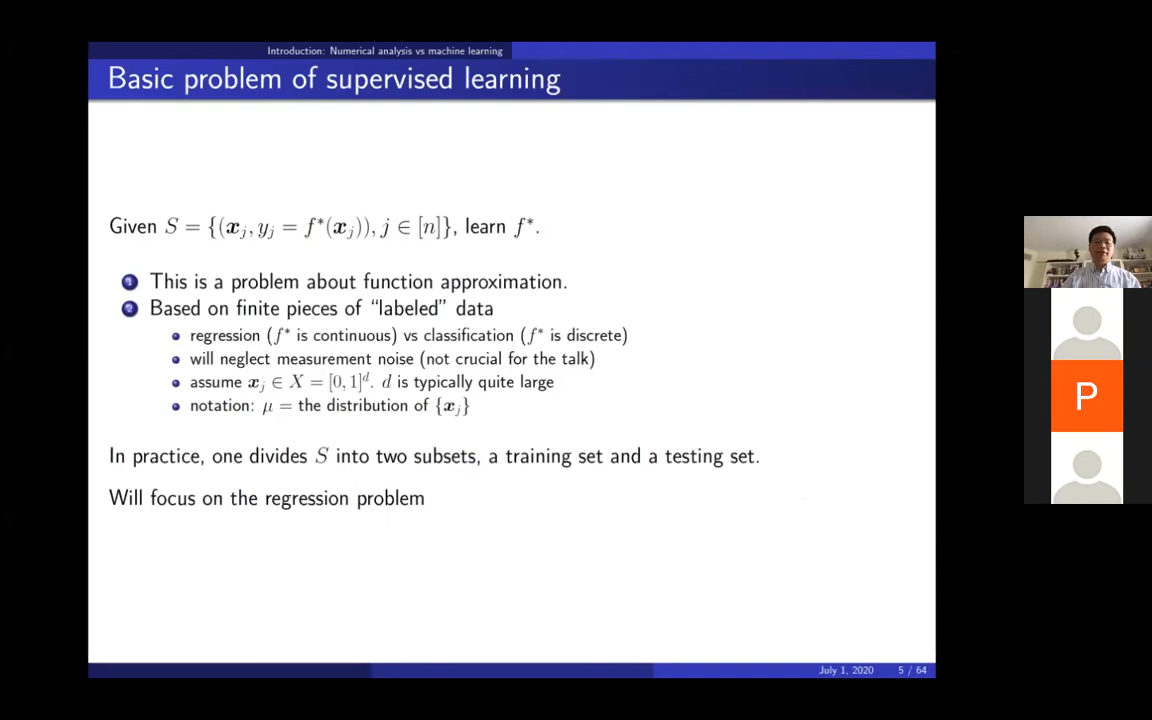 Introduction: Numerical analysis vs machine learning
Basic problem of supervised learning
Given S = {(x_j, y_j = f*(x_j)), j ∈ [n]}, learn f*.
1 This is a problem about function approximation.
2 Based on finite pieces of “labeled” data
regression (f* is continuous) vs classification (f* is discrete)
will neglect measurement noise (not crucial for the talk)
assume x_j ∈ X = [0, 1]^d. d is typically quite large
notation: μ = the distribution of {x_j}
In practice, one divides S into two subsets, a training set and a testing set.
Will focus on the regression problem
July 1, 2020 5 / 64
P